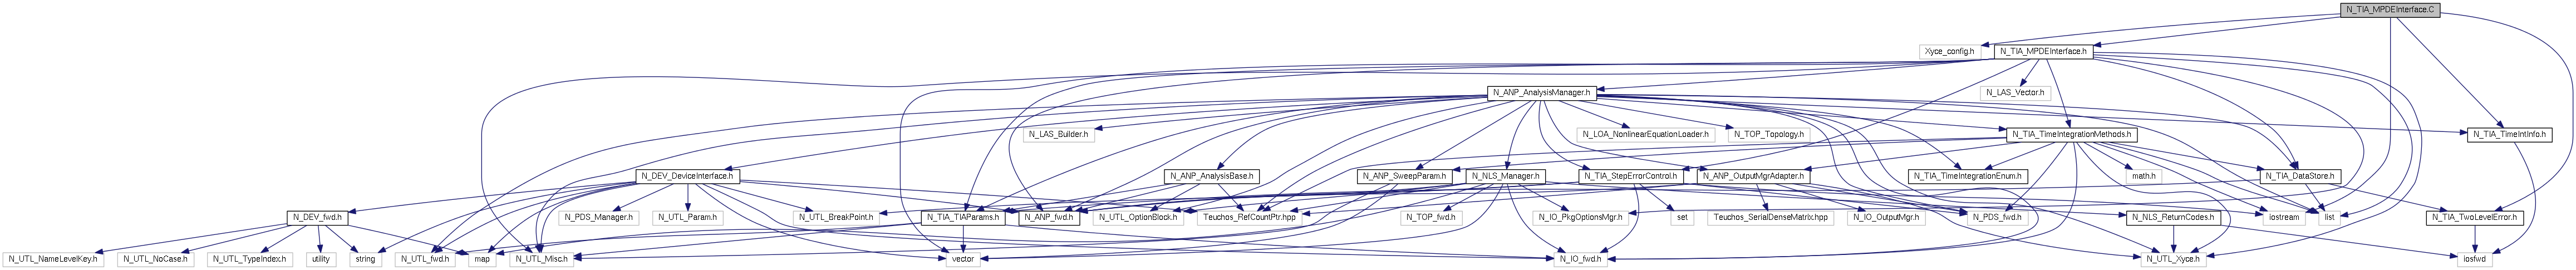 N_TIA_MPDEInterface.C
Xyce_config.h
N_TIA_MPDEInterface.h
N_ANP_AnalysisManager.h
N_LAS_Vector.h
N_LAS_Builder.h
N_LOA_NonlinearEquationLoader.h
N_TOP_Topology.h
N_TIA_TimeIntegrationMethods.h
N_TIA_TimeIntInfo.h
N_DEV_DeviceInterface.h
N_ANP_AnalysisBase.h
N_ANP_SweepParam.h
N_NLS_Manager.h
N_TIA_StepErrorControl.h
N_ANP_OutputMgrAdapter.h
N_TIA_TimeIntegrationEnum.h
math.h
N_TIA_DataStore.h
N_DEV_fwd.h
N_PDS_Manager.h
N_UTL_Param.h
N_UTL_BreakPoint.h
N_TIA_TIAParams.h
N_ANP_fwd.h
N_UTL_OptionBlock.h
Teuchos_RefCountPtr.hpp
N_TOP_fwd.h
N_IO_PkgOptionsMgr.h
set
Teuchos_SerialDenseMatrix.hpp
N_IO_OutputMgr.h
N_PDS_fwd.h
N_NLS_ReturnCodes.h
iostream
list
N_TIA_TwoLevelError.h
N_UTL_NameLevelKey.h
N_UTL_NoCase.h
N_UTL_TypeIndex.h
utility
string
N_UTL_fwd.h
map
N_UTL_Misc.h
vector
N_IO_fwd.h
N_UTL_Xyce.h
iosfwd